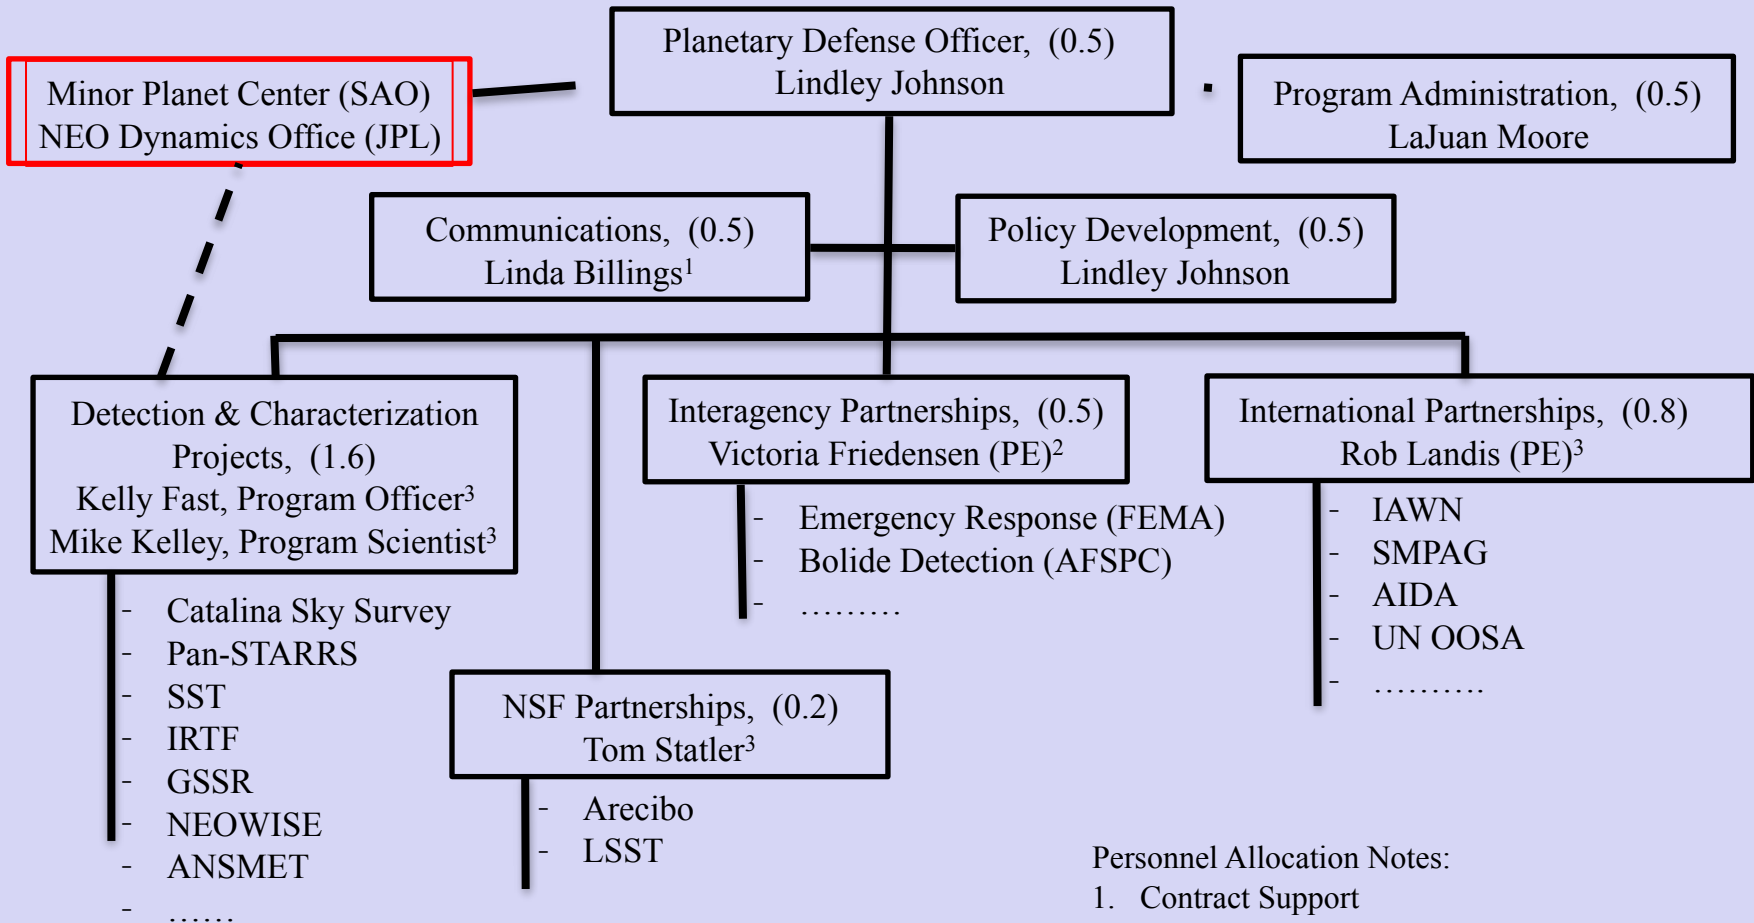 Planetary Defense Officer, (0.5)
Lindley Johnson
Minor Planet Center (SAO)
NEO Dynamics Office (JPL)
Program Administration, (0.5)
LaJuan Moore
Communications, (0.5)
Linda Billings¹
Policy Development, (0.5)
Lindley Johnson
Detection & Characterization
Projects, (1.6)
Kelly Fast, Program Officer³
Mike Kelley, Program Scientist³
- Catalina Sky Survey
- Pan-STARRS
- SST
- IRTF
- GSSR
- NEOWISE
- ANSMET
- ......
NSF Partnerships, (0.2)
Tom Statler³
- Arecibo
- LSST
Interagency Partnerships, (0.5)
Victoria Friedensen (PE)²
- Emergency Response (FEMA)
- Bolide Detection (AFSPC)
- .........
International Partnerships, (0.8)
Rob Landis (PE)³
- IAWN
- SMPAG
- AIDA
- UN OOSA
- ..........
Personnel Allocation Notes:
1. Contract Support